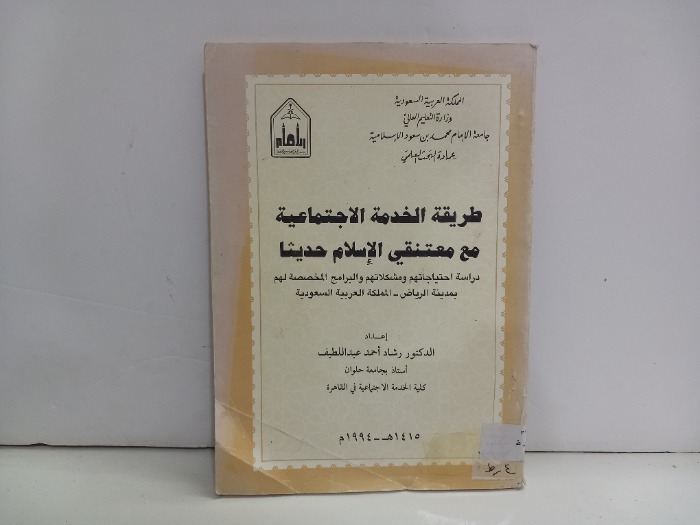 المملكة العربية السعودية
وزارة التعليم العالي
جامعة الإمام محمد بن سعود الإسلامية
عمادة البحث العلمي
طريقة الخدمة الاجتماعية
مع معتنقي الإسلام حديثا
دراسة احتياجاتهم ومشكلاتهم والبرامج المخصصة لهم
بمدينة الرياض - المملكة العربية السعودية
إعداد
الدكتور رشاد أحمد عبداللطيف
أستاذ بجامعة حلوان
كلية الخدمة الاجتماعية في القاهرة
١٤١٥هـ - ١٩٩٤م